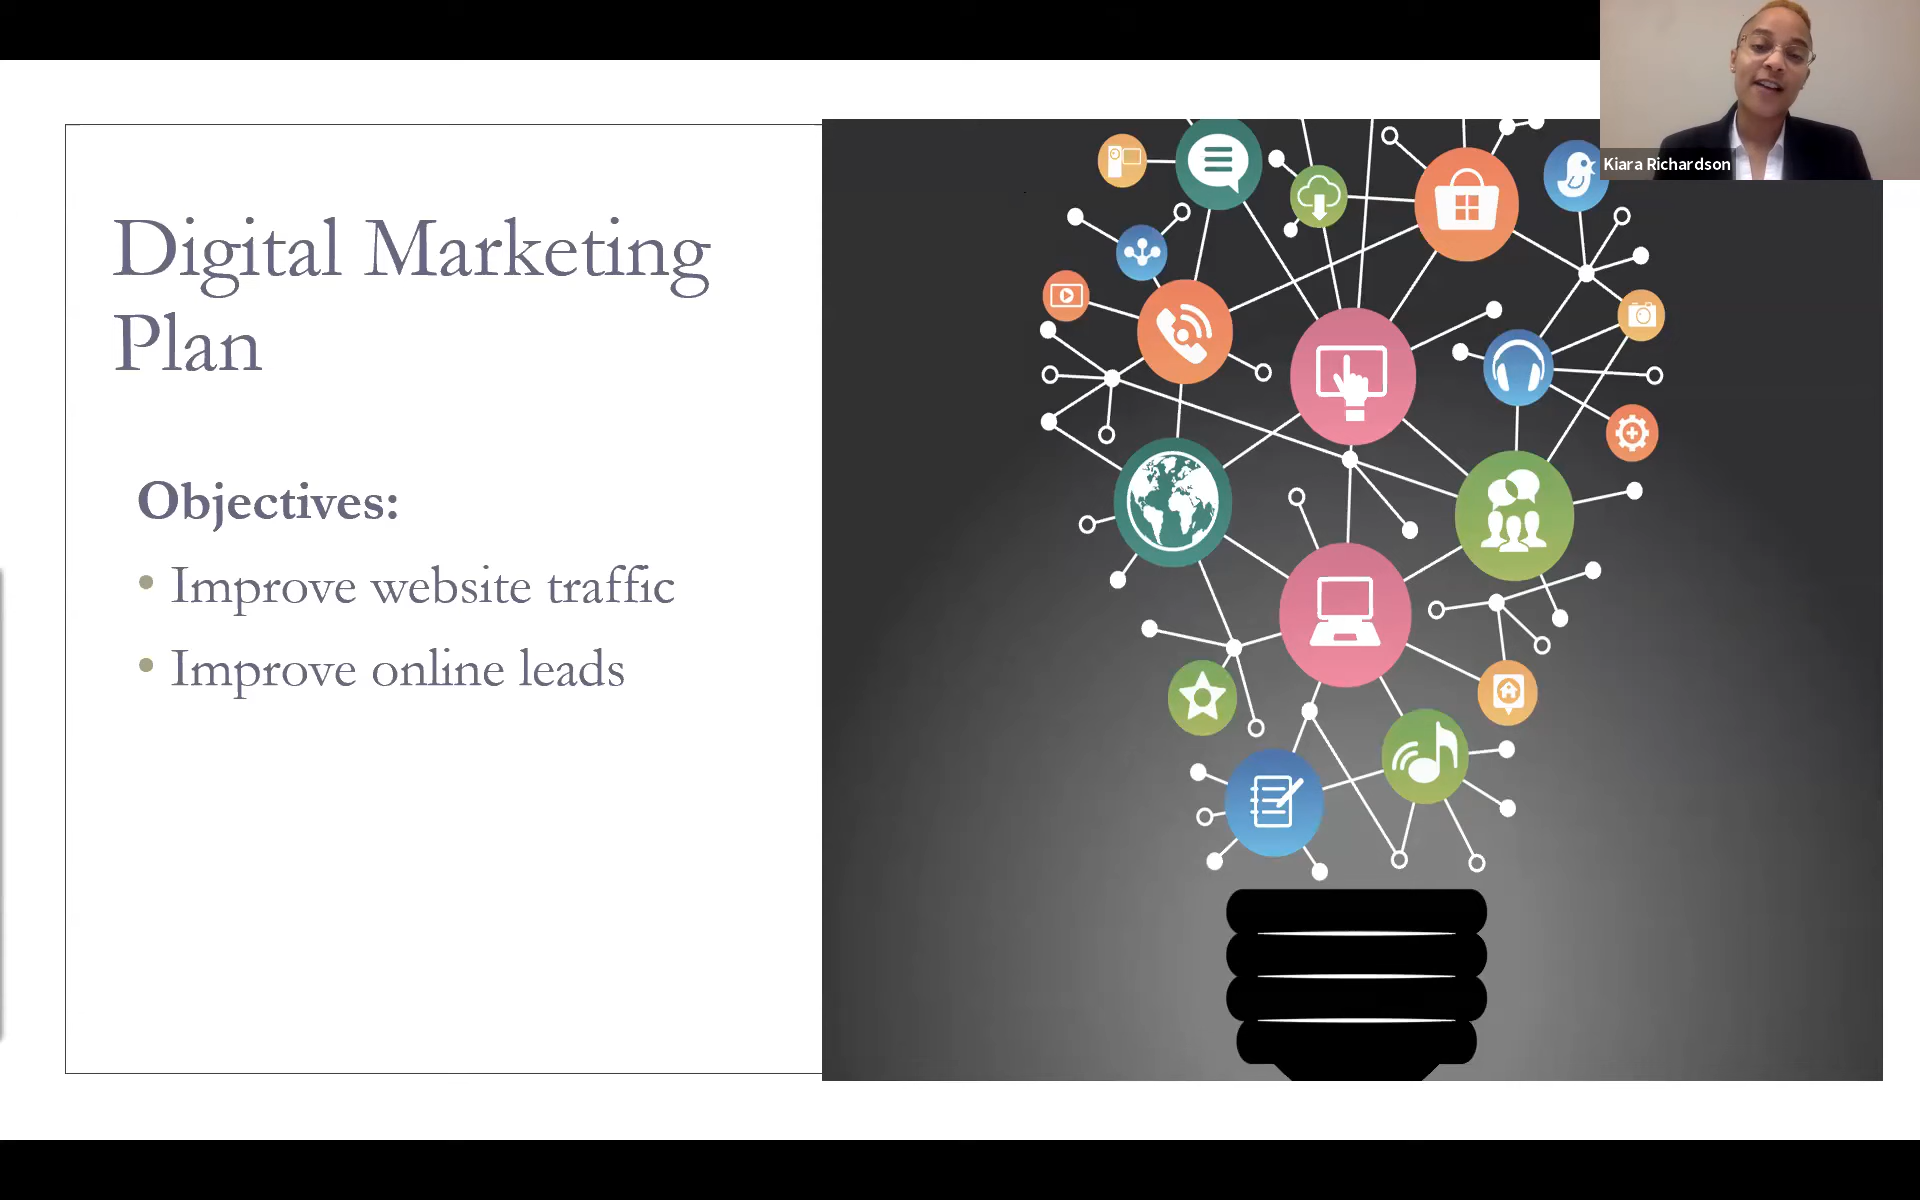 Kiara Richardson
Digital Marketing
Plan
Objectives:
• Improve website traffic
• Improve online leads